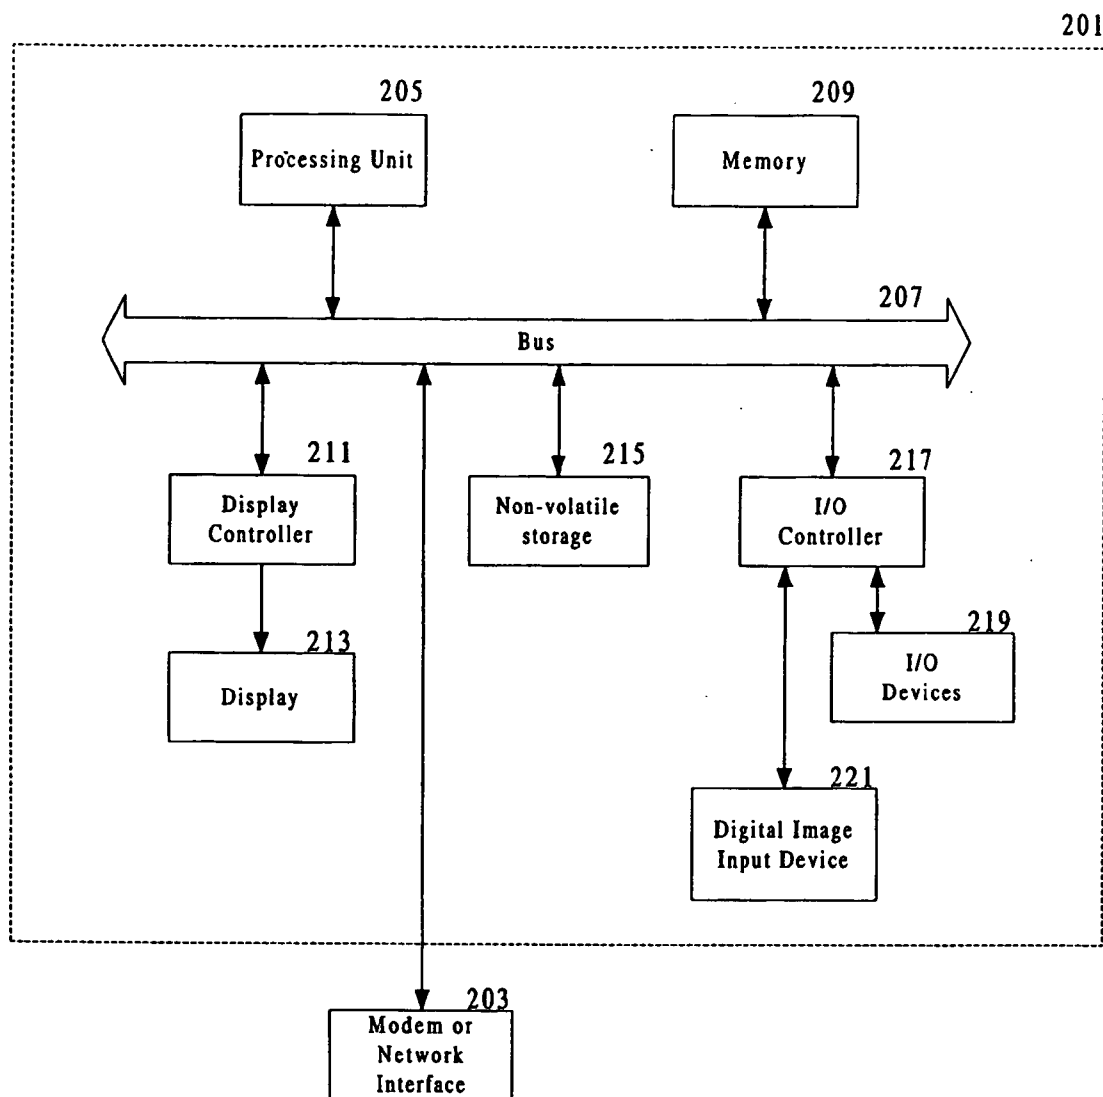 201
205
Processing Unit
209
Memory
207
Bus
211
Display
Controller
215
Non-volatile
storage
217
I/O
Controller
213
Display
219
I/O
Devices
221
Digital Image
Input Device
203
Modem or
Network
Interface